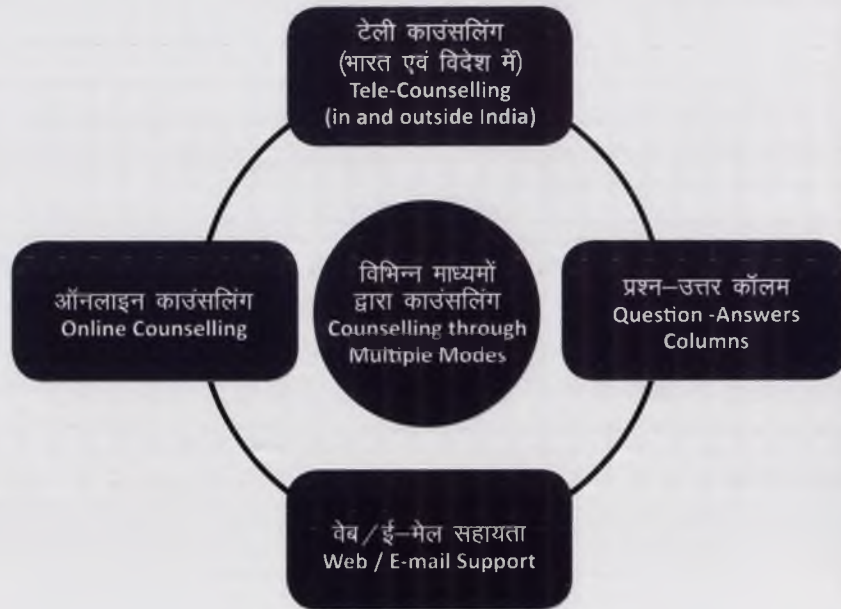 टेली काउंसलिंग
(भारत एवं विदेश में)
Tele-Counselling
(in and outside India)
ऑनलाइन काउंसलिंग
Online Counselling
विभिन्न माध्यमों
द्वारा काउंसलिंग
Counselling through
Multiple Modes
प्रश्न–उत्तर कॉलम
Question -Answers
Columns
वेब/ई–मेल सहायता
Web / E-mail Support